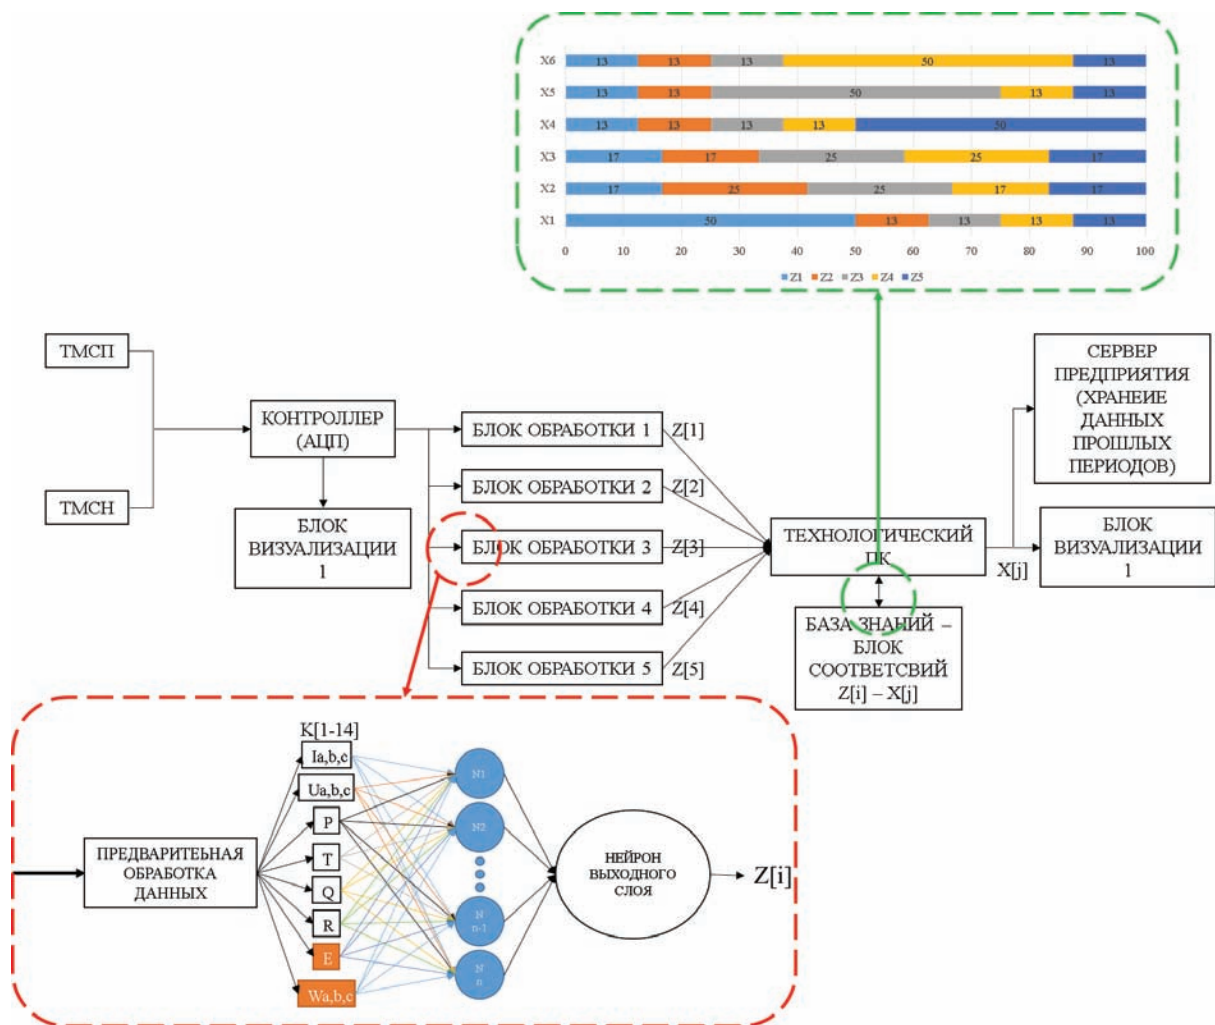 X6 13 13 13 50 13
X5 13 13 50 13 13
X4 13 13 13 13 50
X3 17 17 25 25 17
X2 17 25 25 17 17
X1 50 13 13 13 13
0 10 20 30 40 50 60 70 80 90 100
Z1 Z2 Z3 Z4 Z5
ТМСП
ТМСН
КОНТРОЛЛЕР
(АЦП)
БЛОК
ВИЗУАЛИЗАЦИИ
1
БЛОК ОБРАБОТКИ 1 Z[1]
БЛОК ОБРАБОТКИ 2 Z[2]
БЛОК ОБРАБОТКИ 3 Z[3]
БЛОК ОБРАБОТКИ 4 Z[4]
БЛОК ОБРАБОТКИ 5 Z[5]
ТЕХНОЛОГИЧЕСКИЙ
ПК
X[j]
БАЗА ЗНАНИЙ –
БЛОК
СООТВЕТСВИЙ
Z[i] – X[j]
СЕРВЕР
ПРЕДПРИЯТИЯ
(ХРАНЕИЕ
ДАННЫХ
ПРОШЛЫХ
ПЕРИОДОВ)
БЛОК
ВИЗУАЛИЗАЦИИ
1
ПРЕДВАРИТЕЬНАЯ
ОБРАБОТКА
ДАННЫХ
K[1-14]
Ia,b,c
Ua,b,c
P
T
Q
R
E
Wa,b,c
N1
N2
N
n-1
N
n
НЕЙРОН
ВЫХОДНОГО
СЛОЯ
Z[i]